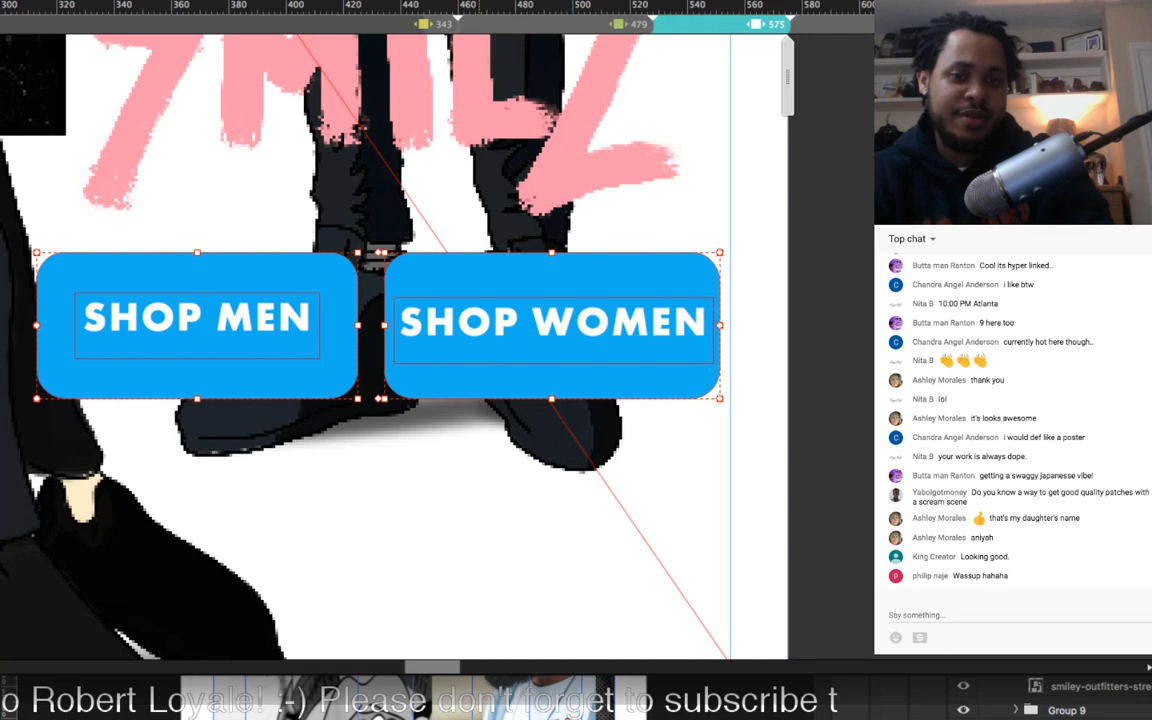 300 320 340 360 380 400 420 440 460 480 500 520 540 560 580 600
343 479 575
SHOP MEN
SHOP WOMEN
Top chat
Butta man Ranton Cool its hyper linked..
Chandra Angel Anderson i like btw
Nita B 10:00 PM Atlanta
Butta man Ranton 9 here too
Chandra Angel Anderson currently hot here though..
Nita B 👏👏👏
Ashley Morales thank you
Nita B lol
Ashley Morales it's looks awesome
Chandra Angel Anderson i would def like a poster
Nita B your work is always dope.
Butta man Ranton getting a swaggy japanesse vibe!
Yaboigotmoney Do you know a way to get good quality patches with
a scream scene
Ashley Morales 👍 that's my daughter's name
Ashley Morales aniyah
King Creator Looking good.
philip naje Wassup hahaha
Say something...
smiley-outfitters-stre
Group 9
o Robert Loyale! :-) Please don't forget to subscribe t